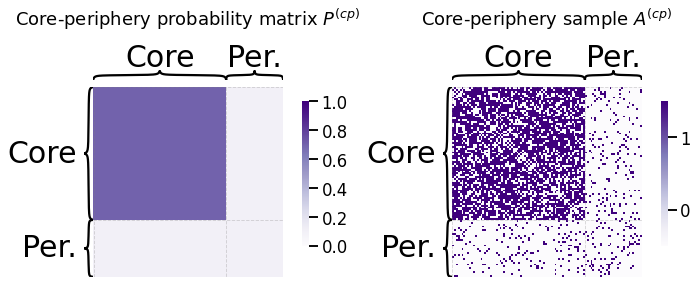 Core-periphery probability matrix P^(cp)
Core Per.
Core
Per.
1.0
0.8
0.6
0.4
0.2
0.0
Core-periphery sample A^(cp)
Core Per.
Core
Per.
1
0